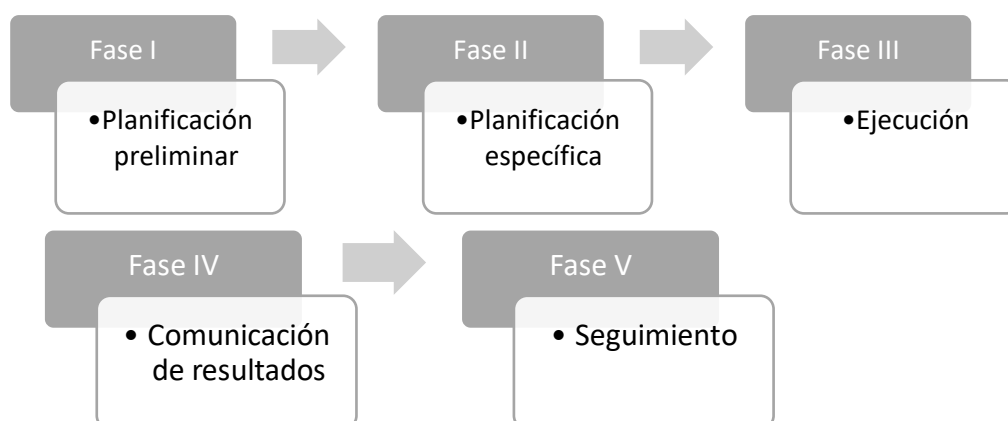 Fase I
•Planificación
preliminar
Fase II
•Planificación
específica
Fase III
•Ejecución
Fase IV
• Comunicación
de resultados
Fase V
• Seguimiento